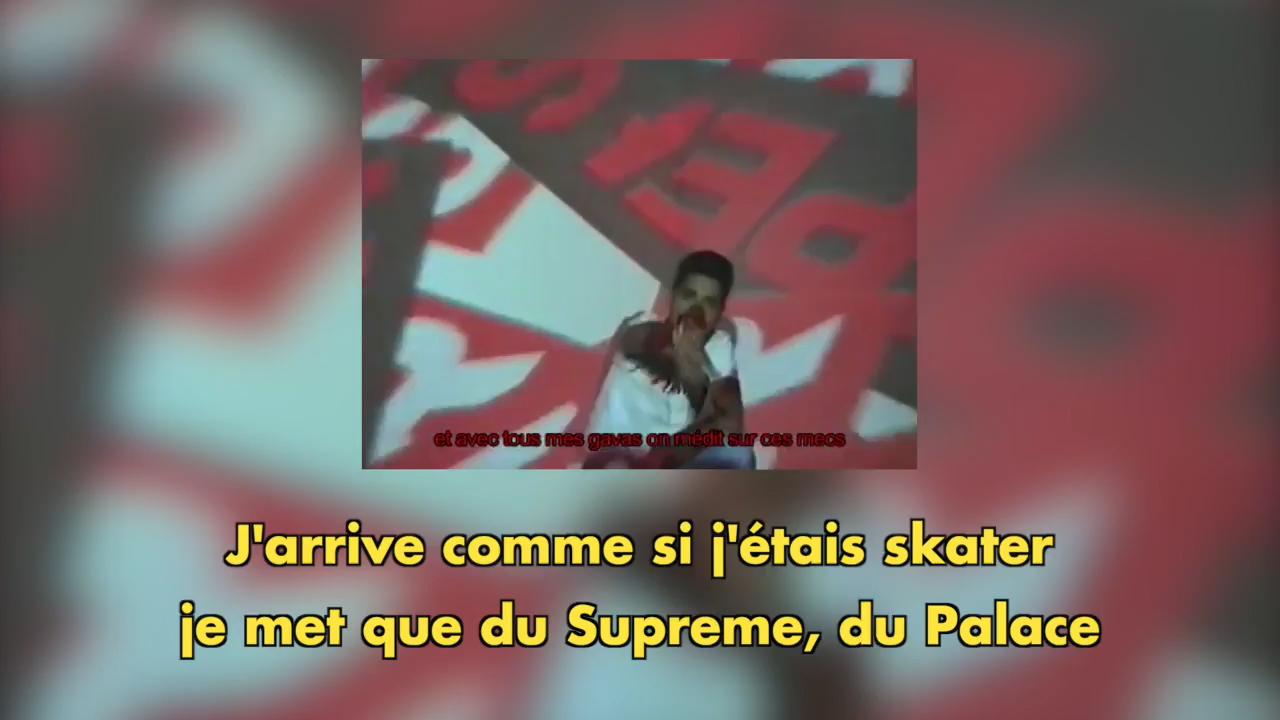 et avec tous mes gavas on médit sur ces mecs
J'arrive comme si j'étais skater
je met que du Supreme, du Palace